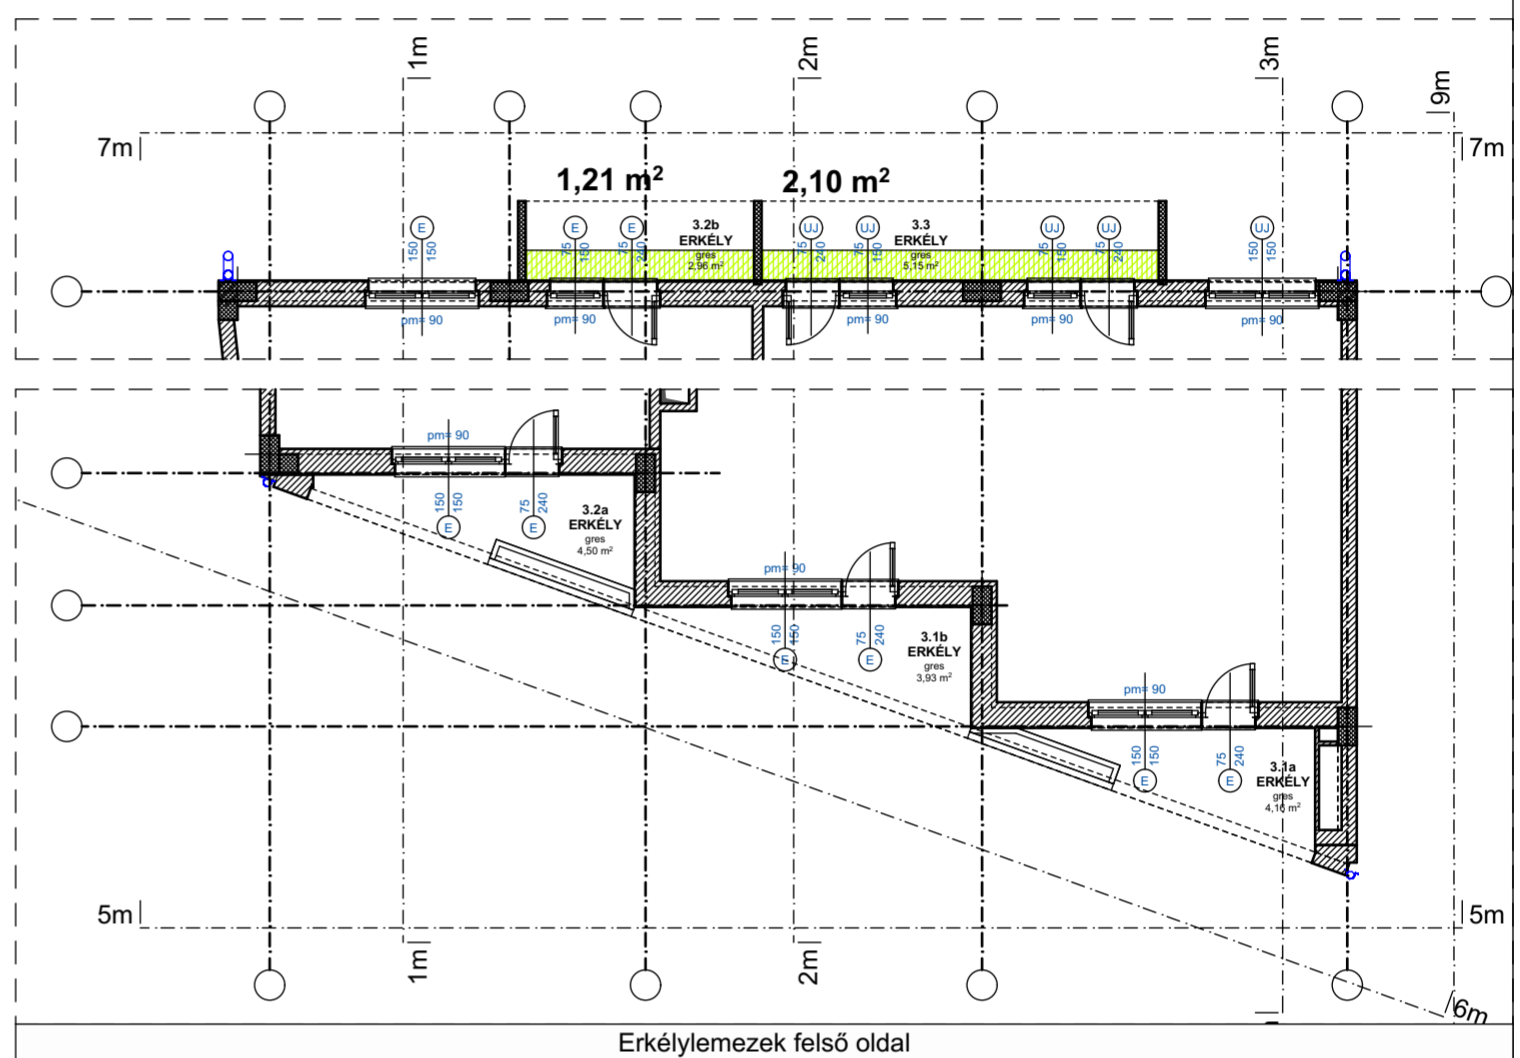 1m
2m
3m
9m
7m
7m
1,21 m²
2,10 m²
E
150
150
E
75
150
E
75
240
3.2b
ERKÉLY
gres
2,96 m²
UJ
75
240
UJ
75
150
3.3
ERKÉLY
gres
5,15 m²
UJ
75
150
UJ
75
240
UJ
150
150
pm= 90
pm= 90
pm= 90
pm= 90
pm= 90
pm= 90
150
150
E
75
240
E
3.2a
ERKÉLY
gres
4,50 m²
pm= 90
150
150
E
75
240
E
3.1b
ERKÉLY
gres
3,93 m²
pm= 90
150
150
E
75
240
E
3.1a
ERKÉLY
gres
4,16 m²
5m
5m
1m
2m
6m
Erkélylemezek felső oldal